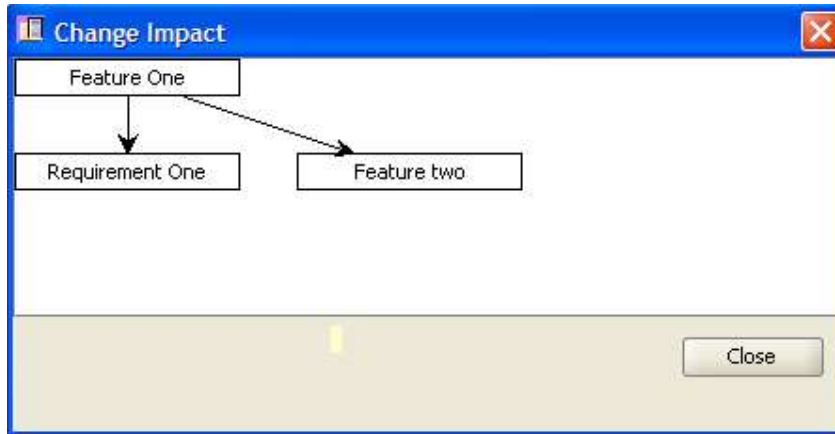 Change Impact
Feature One
Requirement One
Feature two
Close